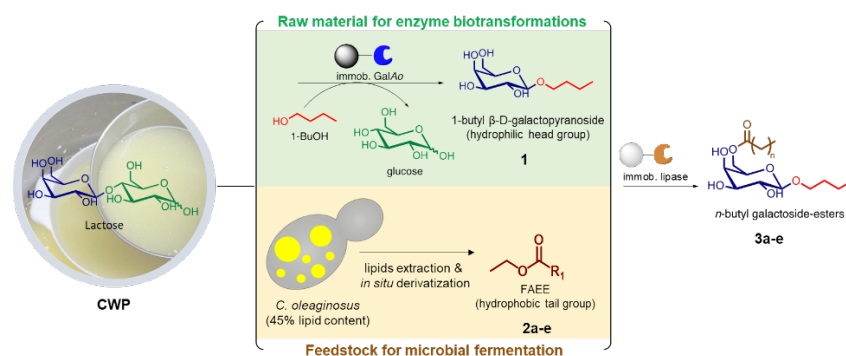 Raw material for enzyme biotransformations
immob. GalAo
HO
1-BuOH
HO
OH
O
HO
HO
OH
OH
glucose
HO
OH
O
HO
O
OH
1-butyl β-D-galactopyranoside
(hydrophilic head group)
1
HO
OH
O
HO
OH
O
HO
O
HO
OH
OH
Lactose
CWP
C. oleaginosus
(45% lipid content)
lipids extraction &
in situ derivatization
O
O
R1
FAEE
(hydrophobic tail group)
2a-e
Feedstock for microbial fermentation
immob. lipase
O
n
HO
O
O
HO
O
OH
n-butyl galactoside-esters
3a-e